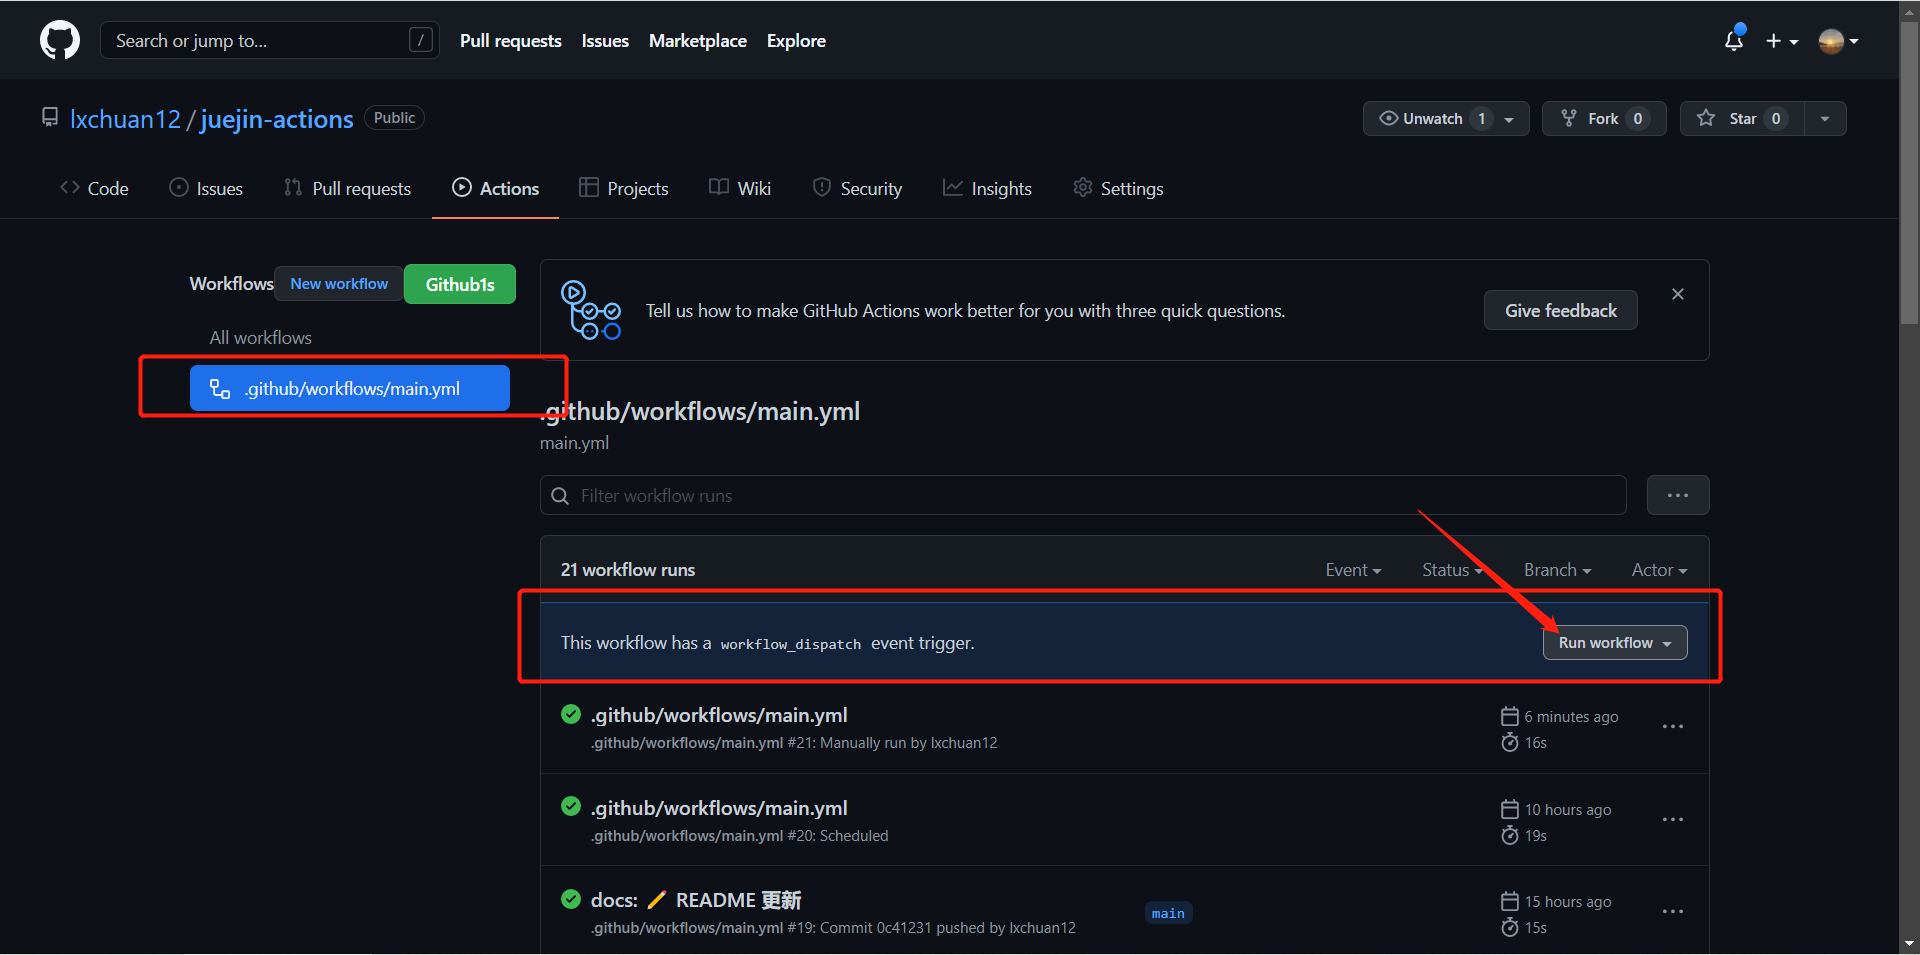 Search or jump to... /
Pull requests Issues Marketplace Explore
lxchuan12 / juejin-actions Public
Unwatch 1 Fork 0 Star 0
Code Issues Pull requests Actions Projects Wiki Security Insights Settings
Workflows New workflow Github1s
All workflows
.github/workflows/main.yml
Tell us how to make GitHub Actions work better for you with three quick questions.
Give feedback
.github/workflows/main.yml
main.yml
Filter workflow runs
21 workflow runs
Event Status Branch Actor
This workflow has a workflow_dispatch event trigger.
Run workflow
.github/workflows/main.yml
.github/workflows/main.yml #21: Manually run by lxchuan12
6 minutes ago
16s
.github/workflows/main.yml
.github/workflows/main.yml #20: Scheduled
10 hours ago
19s
docs: ✏️ README 更新
.github/workflows/main.yml #19: Commit 0c41231 pushed by lxchuan12
main
15 hours ago
15s